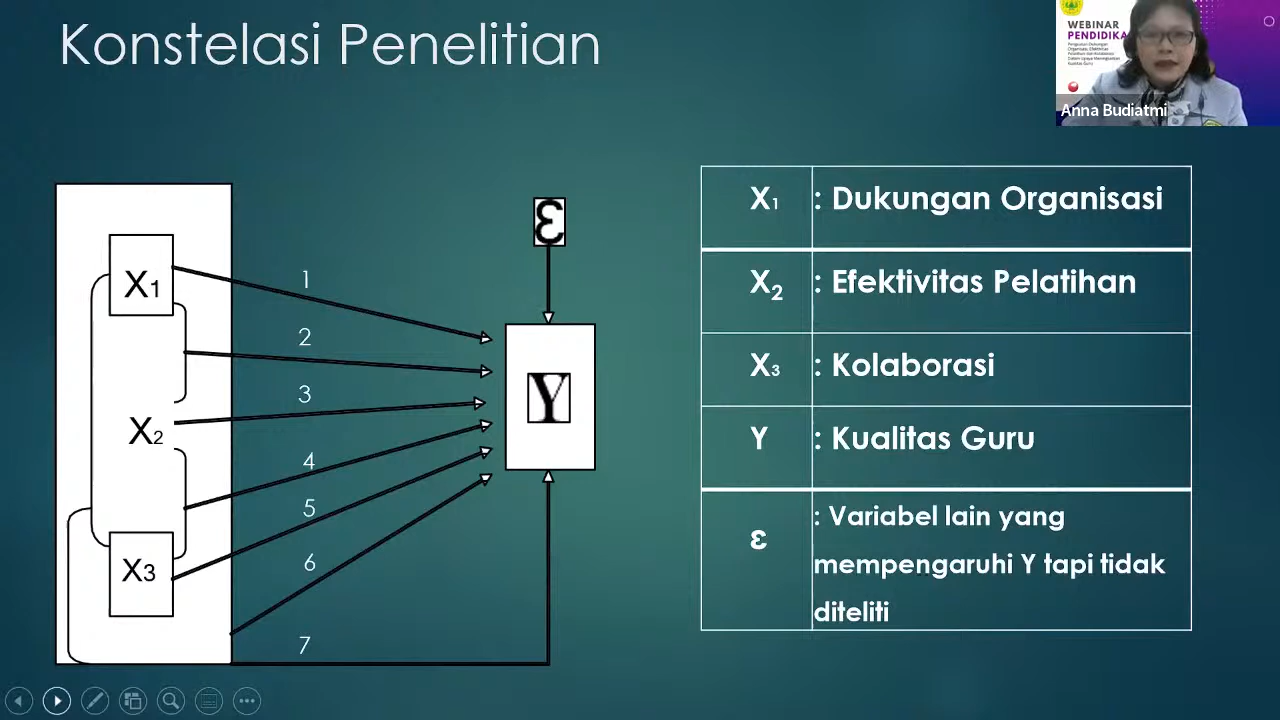 Konstelasi Penelitian
WEBINAR
PENDIDIKA
Anna Budiatmi
X1
X2
X3
1
2
3
4
5
6
7
ε
Y
X1 : Dukungan Organisasi
X2 : Efektivitas Pelatihan
X3 : Kolaborasi
Y : Kualitas Guru
ε : Variabel lain yang
mempengaruhi Y tapi tidak
diteliti